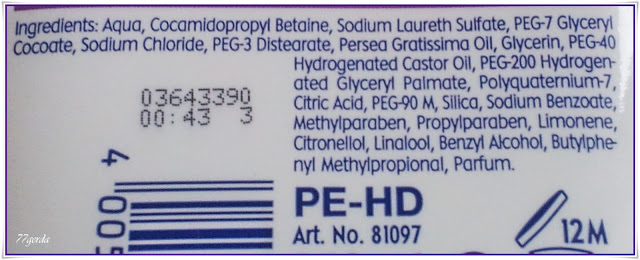 Ingredients: Aqua, Cocamidopropyl Betaine, Sodium Laureth Sulfate, PEG-7 Glyceryl
Cocoate, Sodium Chloride, PEG-3 Distearate, Persea Gratissima Oil, Glycerin, PEG-40
Hydrogenated Castor Oil, PEG-200 Hydrogen-
ated Glyceryl Palmate, Polyquaternium-7,
Citric Acid, PEG-90 M, Silica, Sodium Benzoate,
Methylparaben, Propylparaben, Limonene,
Citronellol, Linalool, Benzyl Alcohol, Butylphe-
nyl Methylpropional, Parfum.
03643390
00:43 3
4
005
PE-HD
Art. No. 81097
12M
77gerda